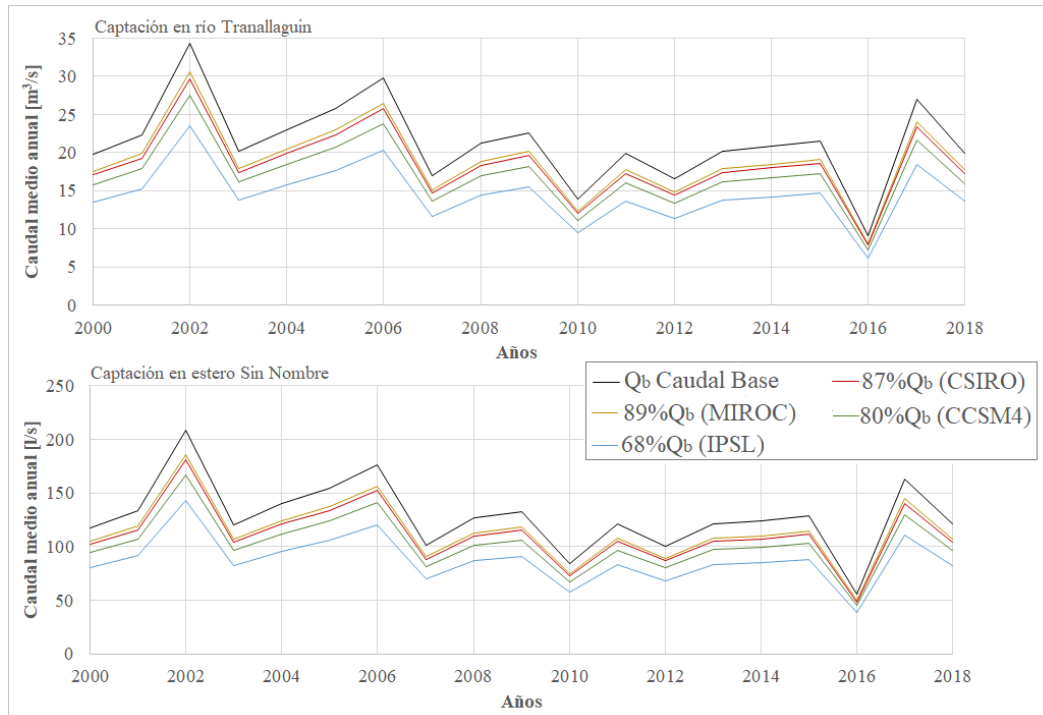 Captación en río Tranallaguin
Caudal medio anual [m³/s]
35
30
25
20
15
10
5
0
2000 2002 2004 2006 2008 2010 2012 2014 2016 2018
Años
Captación en estero Sin Nombre
Caudal medio anual [l/s]
250
200
150
100
50
0
2000 2002 2004 2006 2008 2010 2012 2014 2016 2018
Años
Qb Caudal Base 87%Qb (CSIRO)
89%Qb (MIROC) 80%Qb (CCSM4)
68%Qb (IPSL)